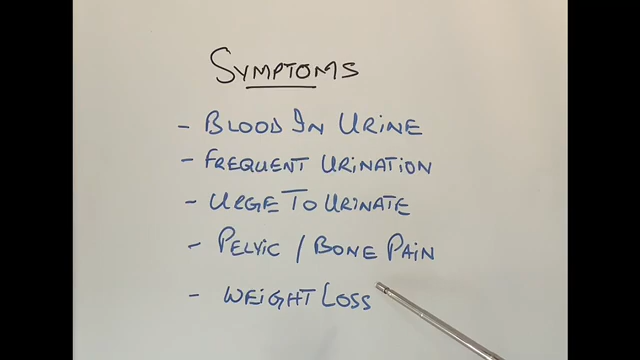 SYMPTOMS
- BLOOD IN URINE
- FREQUENT URINATION
- URGE TO URINATE
- PELVIC / BONE PAIN
- WEIGHT LOSS